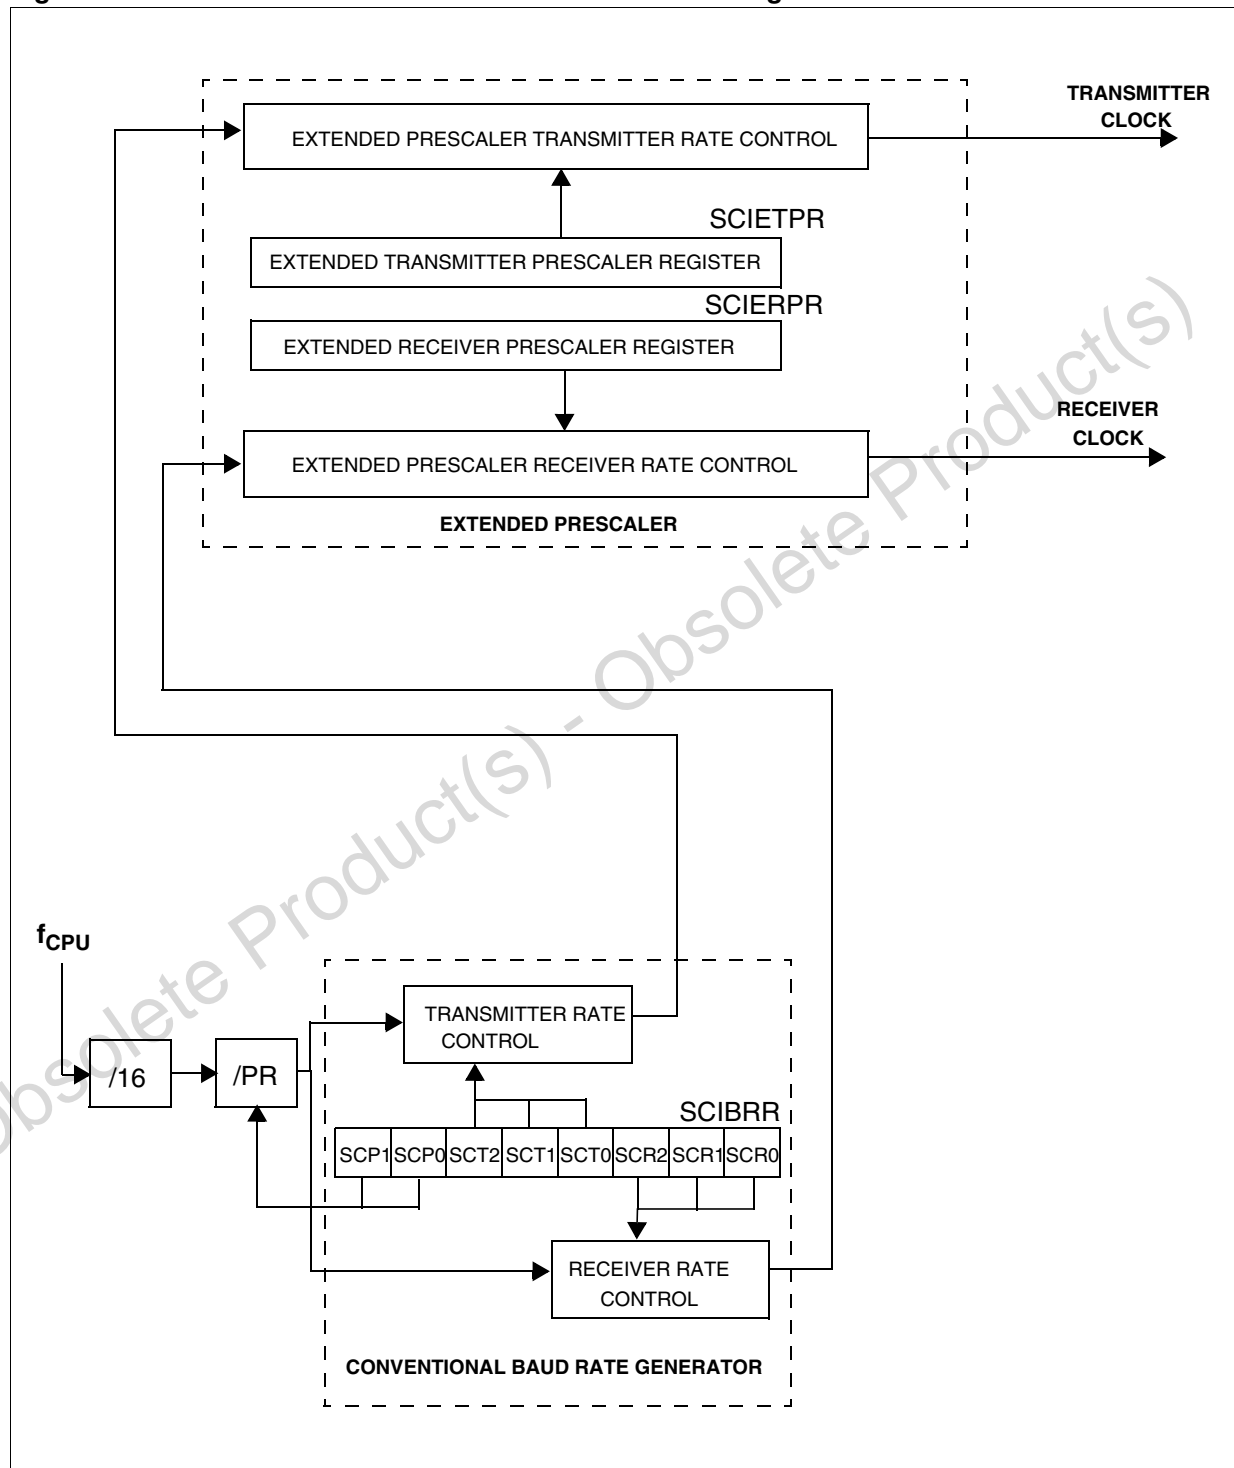 TRANSMITTER
CLOCK
EXTENDED PRESCALER TRANSMITTER RATE CONTROL
SCIETPR
EXTENDED TRANSMITTER PRESCALER REGISTER
SCIERPR
EXTENDED RECEIVER PRESCALER REGISTER
RECEIVER
CLOCK
EXTENDED PRESCALER RECEIVER RATE CONTROL
EXTENDED PRESCALER
Obsolete Product(s) - Obsolete Product(s)
fCPU
TRANSMITTER RATE
CONTROL
/16
/PR
SCIBRR
SCP1 SCP0 SCT2 SCT1 SCT0 SCR2 SCR1 SCR0
RECEIVER RATE
CONTROL
CONVENTIONAL BAUD RATE GENERATOR